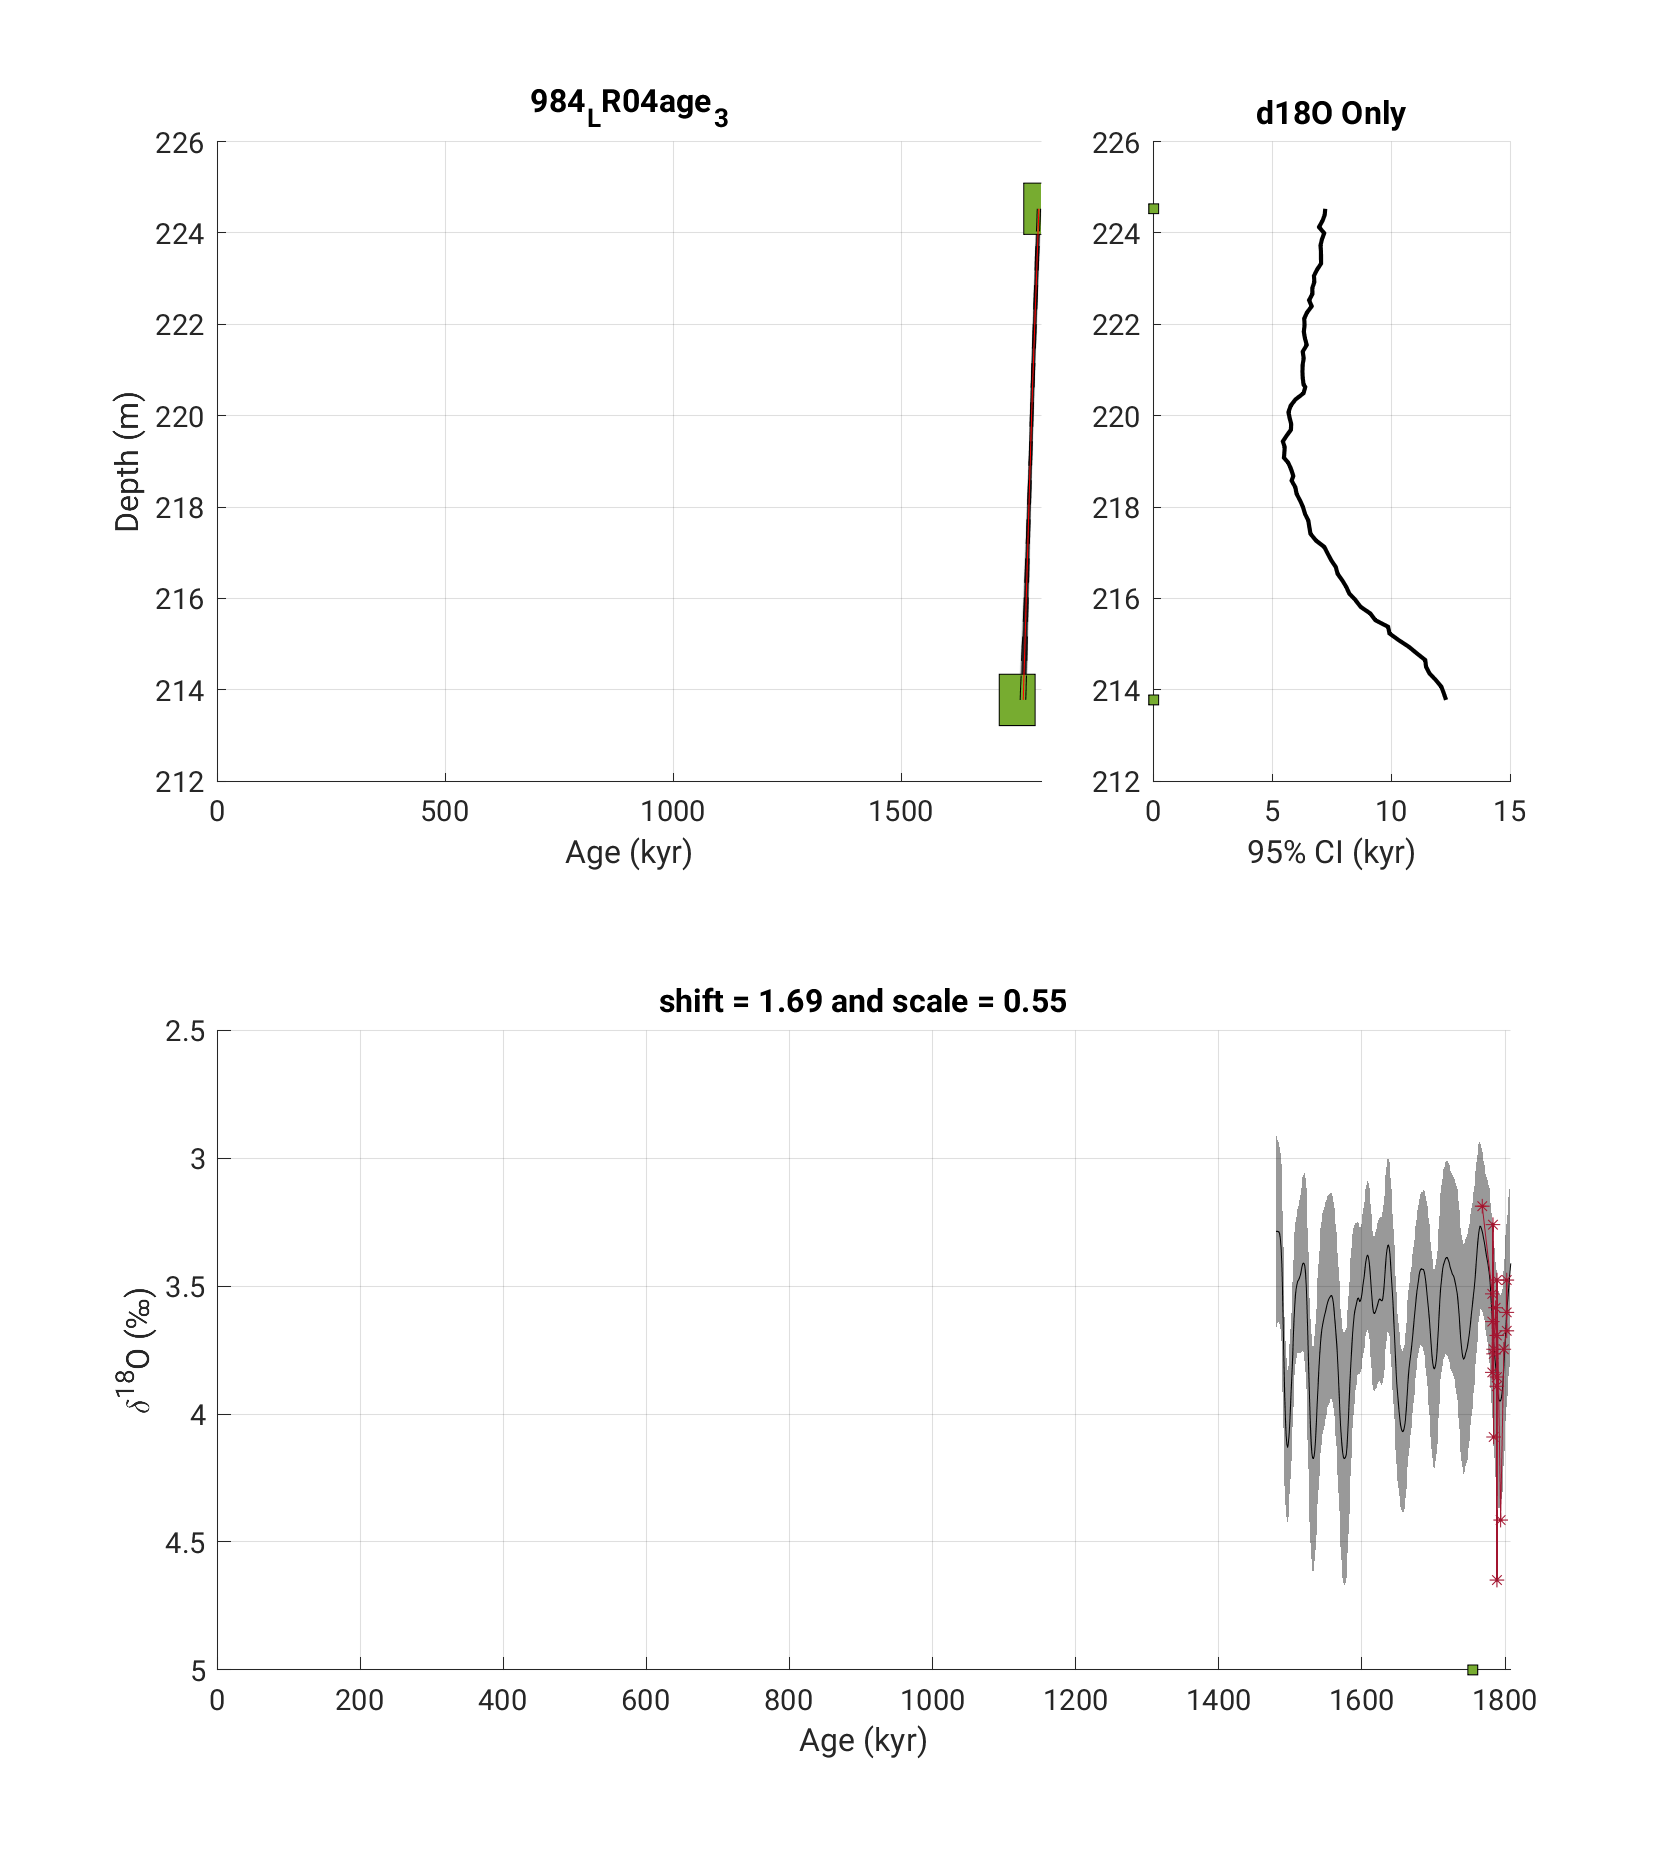 984_LR04age_3
226
224
222
220
218
216
214
212
0 500 1000 1500
Depth (m)
Age (kyr)
d18O Only
226
224
222
220
218
216
214
212
0 5 10 15
95% CI (kyr)
shift = 1.69 and scale = 0.55
2.5
3
3.5
4
4.5
5
0 200 400 600 800 1000 1200 1400 1600 1800
δ18O (‰)
Age (kyr)